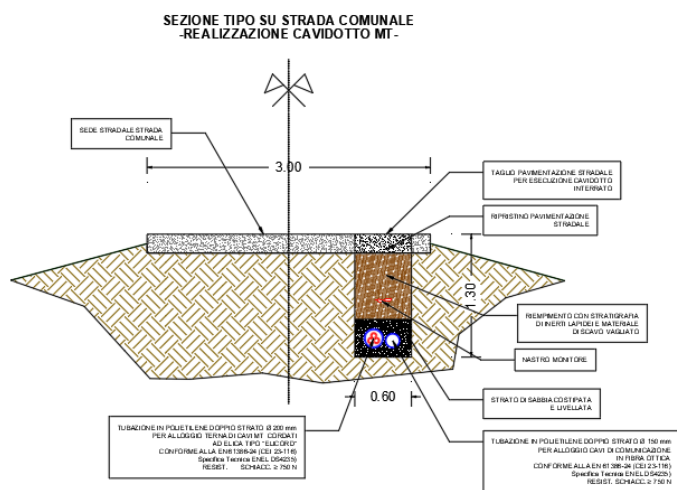 SEZIONE TIPO SU STRADA COMUNALE
-REALIZZAZIONE CAVIDOTTO MT-
SEDE STRADALE STRADA
COMUNALE
3.00
TAGLIO PAVIMENTAZIONE STRADALE
PER ESECUZIONE CAVIDOTTO
INTERRATO
RIPRISTINO PAVIMENTAZIONE
STRADALE
1.30
RIEMPIMENTO CON STRATIGRAFIA
DI INERTI LAPIDEI E MATERIALE
DI SCAVO VAGLIATO
NASTRO MONITORE
STRATO DI SABBIA COSTIPATA
E LIVELLATA
0.60
TUBAZIONE IN POLIETILENE DOPPIO STRATO Ø 200 mm
PER ALLOGGIO TERNA DI CAVI MT CORDATI
AD ELICA TIPO "ELICORD"
CONFORME ALLA EN 61386-24 (CEI 23-116)
Specifica Tecnica ENEL DS4235)
RESIST. SCHIACC. ≥ 750 N
TUBAZIONE IN POLIETILENE DOPPIO STRATO Ø 150 mm
PER ALLOGGIO CAVI DI COMUNICAZIONE
IN FIBRA OTTICA
CONFORME ALLA EN 61386-24 (CEI 23-116)
Specifica Tecnica ENEL DS4235)
RESIST. SCHIACC. ≥ 750 N